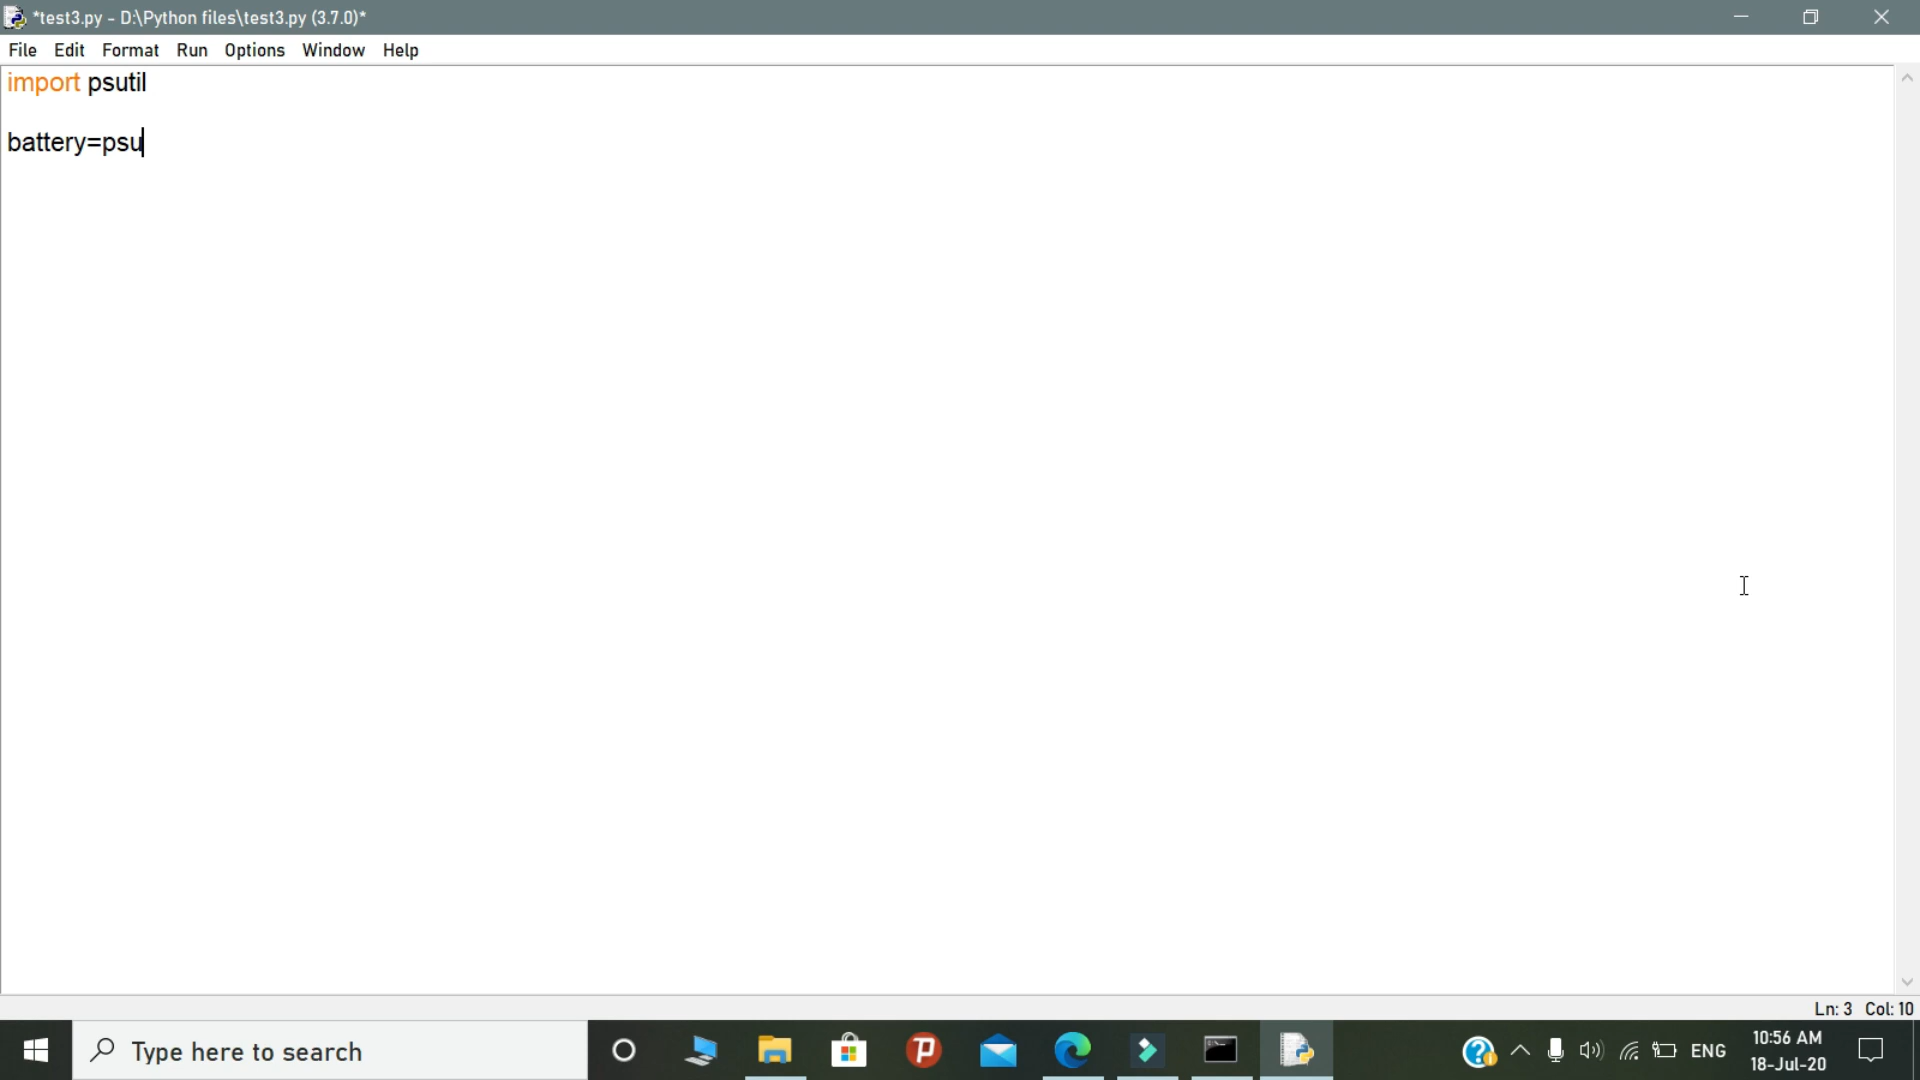 *test3.py - D:\Python files\test3.py (3.7.0)*
File Edit Format Run Options Window Help
import psutil
battery=psu
Ln: 3 Col: 10
Type here to search
ENG
10:56 AM
18-Jul-20